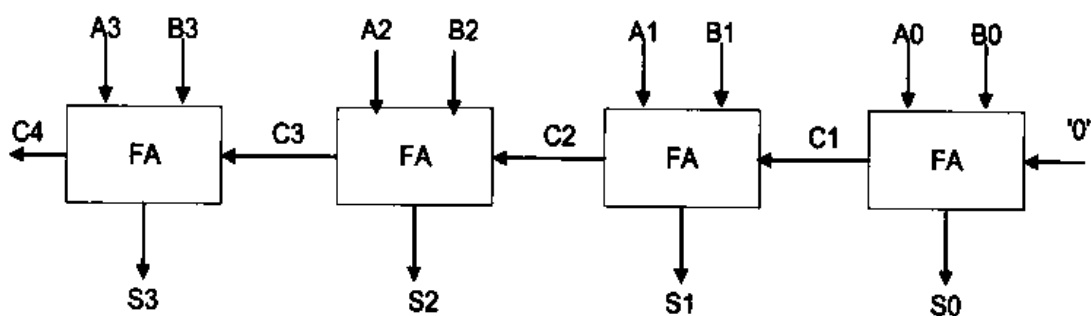 A3 B3 A2 B2 A1 B1 A0 B0
C4 FA C3 FA C2 FA C1 FA '0'
S3 S2 S1 S0